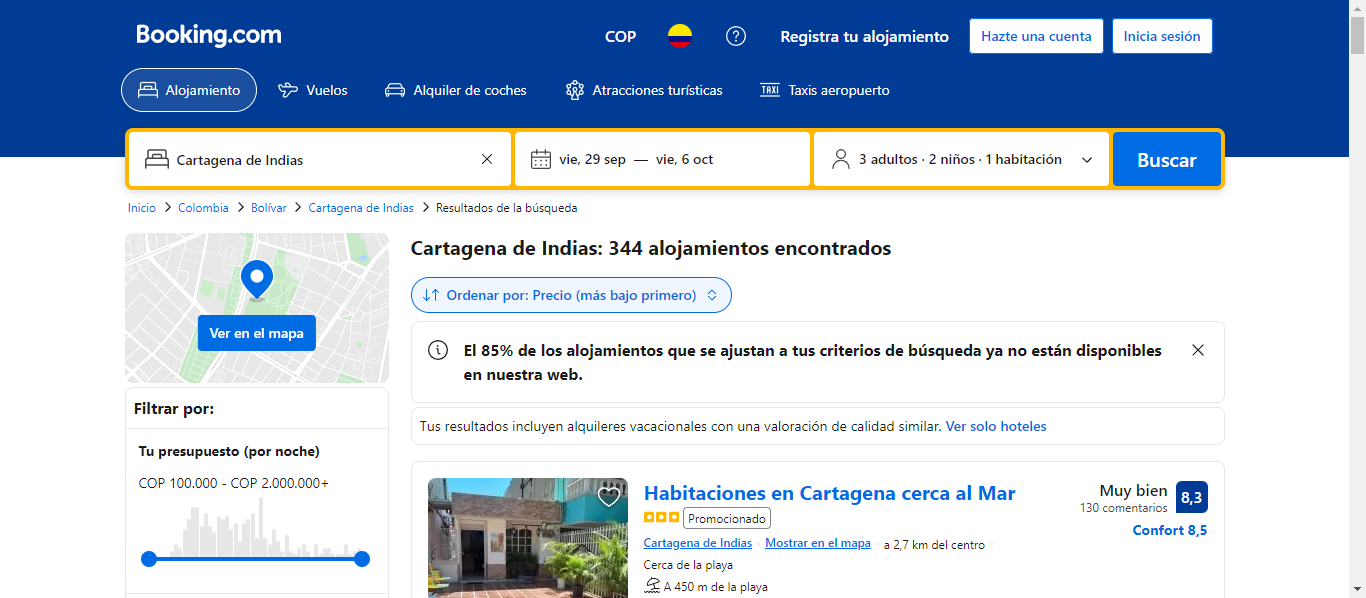 Booking.com
COP
Registra tu alojamiento
Hazte una cuenta
Inicia sesión
Alojamiento
Vuelos
Alquiler de coches
Atracciones turísticas
TAXI
Taxis aeropuerto
Cartagena de Indias
vie, 29 sep — vie, 6 oct
3 adultos · 2 niños · 1 habitación
Buscar
Inicio > Colombia > Bolívar > Cartagena de Indias > Resultados de la búsqueda
Ver en el mapa
Filtrar por:
Tu presupuesto (por noche)
COP 100.000 - COP 2.000.000+
Cartagena de Indias: 344 alojamientos encontrados
Ordenar por: Precio (más bajo primero)
El 85% de los alojamientos que se ajustan a tus criterios de búsqueda ya no están disponibles
en nuestra web.
Tus resultados incluyen alquileres vacacionales con una valoración de calidad similar. Ver solo hoteles
Habitaciones en Cartagena cerca al Mar
Promocionado
Cartagena de Indias · Mostrar en el mapa · a 2,7 km del centro ·
Cerca de la playa
A 450 m de la playa
Muy bien
130 comentarios
8,3
Confort 8,5